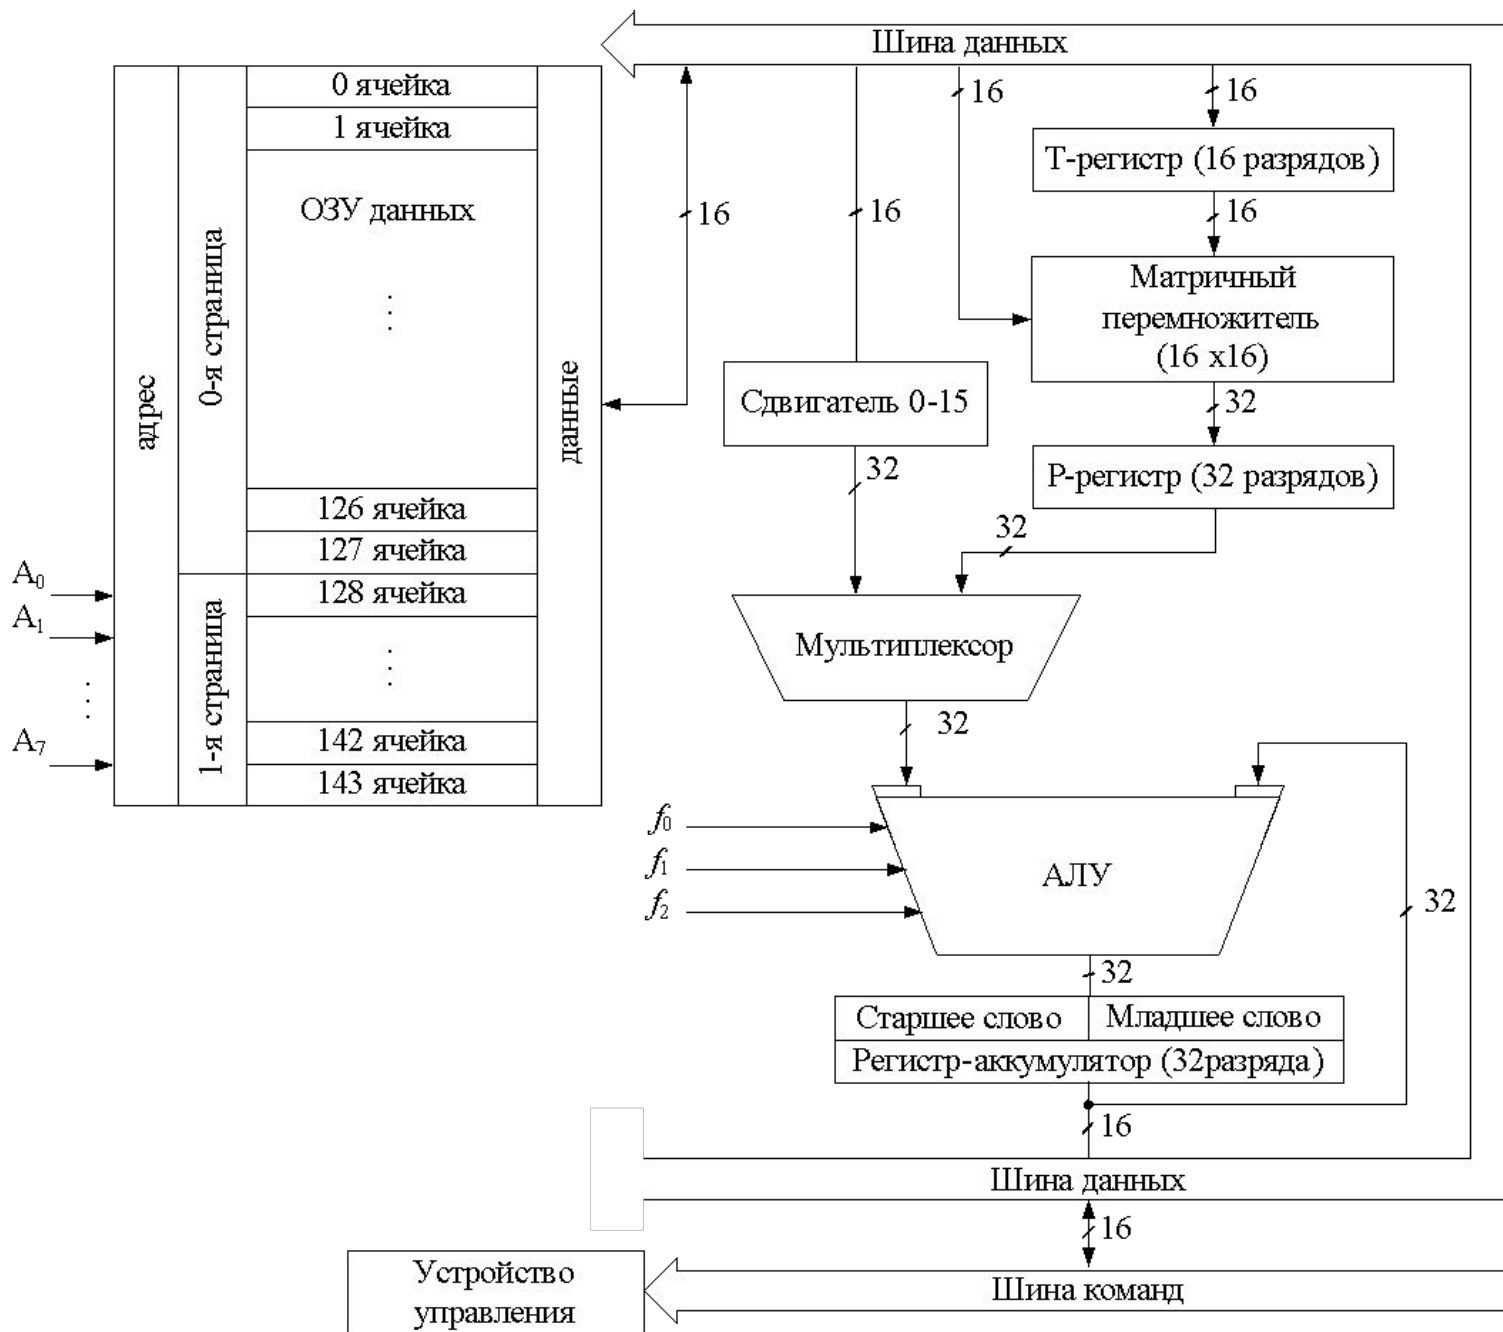 Шина данных
0 ячейка
1 ячейка
ОЗУ данных
126 ячейка
127 ячейка
128 ячейка
142 ячейка
143 ячейка
адрес
0-я страница
1-я страница
данные
A0
A1
A7
16
16
16
16
Т-регистр (16 разрядов)
16
Матричный
перемножитель
(16 x16)
32
Р-регистр (32 разрядов)
32
Сдвигатель 0-15
32
Мультиплексор
32
f0
f1
f2
АЛУ
32
32
Старшее слово
Младшее слово
Регистр-аккумулятор (32разряда)
16
Шина данных
16
Шина команд
Устройство
управления